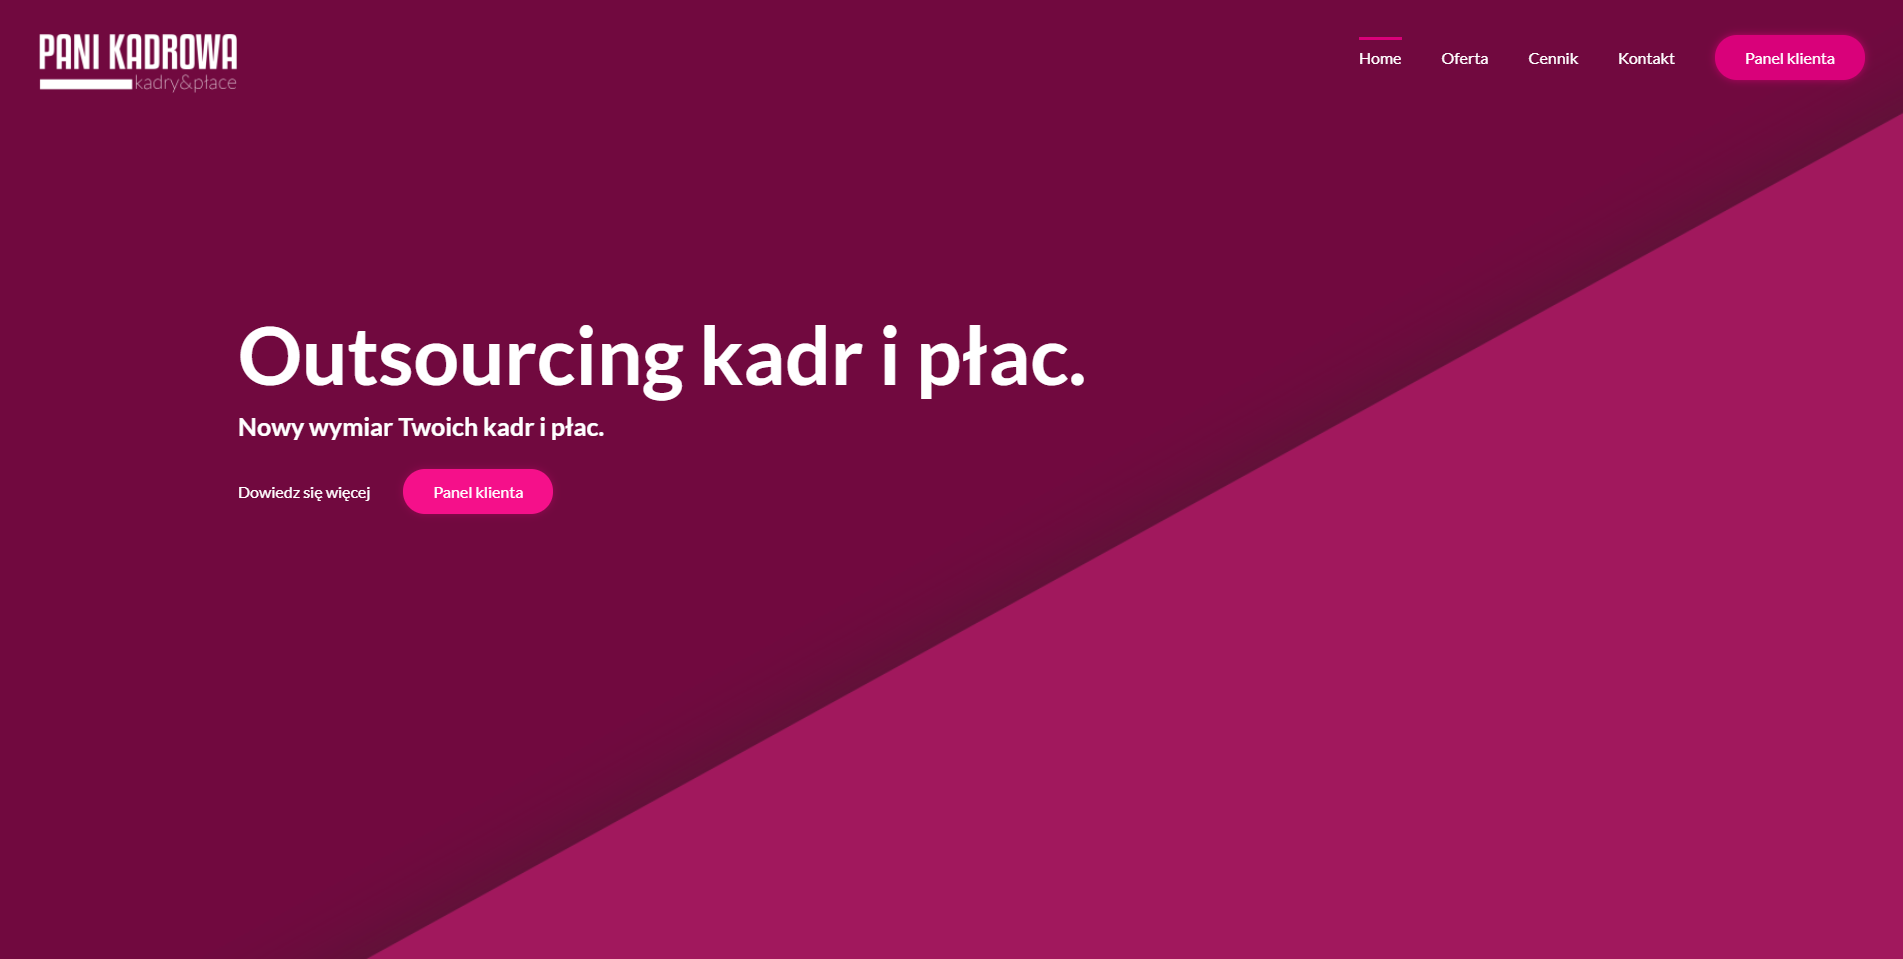 PANI KADROWA
kadry&płace
Home
Oferta
Cennik
Kontakt
Panel klienta
Outsourcing kadr i płac.
Nowy wymiar Twoich kadr i płac.
Dowiedz się więcej
Panel klienta